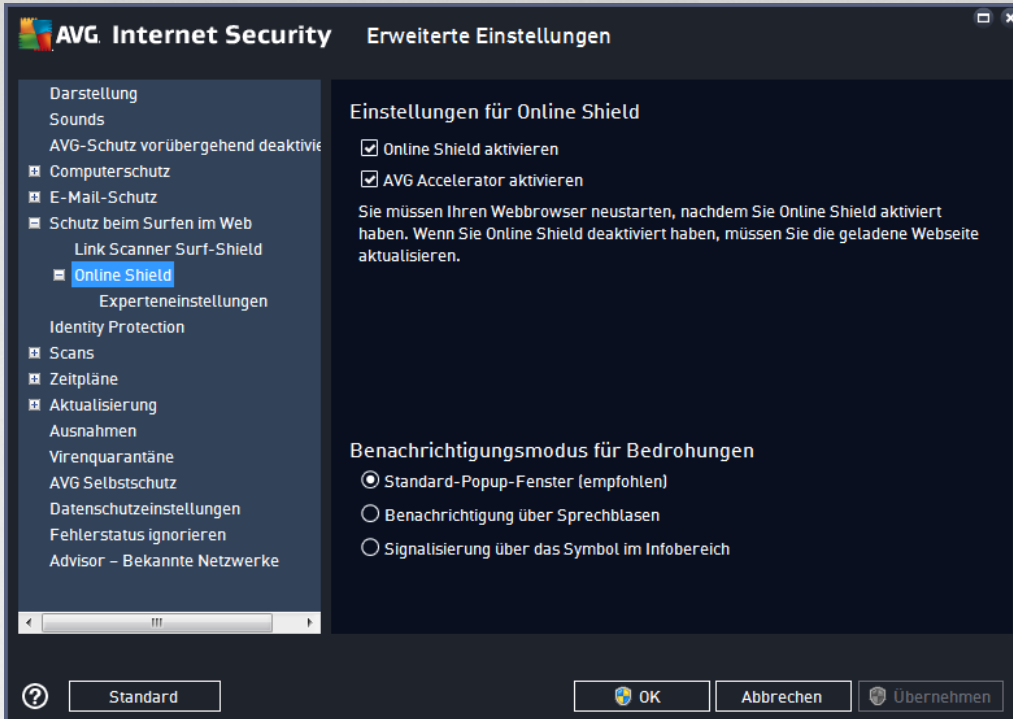 AVG. Internet Security Erweiterte Einstellungen
Darstellung
Sounds
AVG-Schutz vorübergehend deaktivie
Computerschutz
E-Mail-Schutz
Schutz beim Surfen im Web
Link Scanner Surf-Shield
Online Shield
Experteneinstellungen
Identity Protection
Scans
Zeitpläne
Aktualisierung
Ausnahmen
Virenquarantäne
AVG Selbstschutz
Datenschutzeinstellungen
Fehlerstatus ignorieren
Advisor – Bekannte Netzwerke
Einstellungen für Online Shield
Online Shield aktivieren
AVG Accelerator aktivieren
Sie müssen Ihren Webbrowser neustarten, nachdem Sie Online Shield aktiviert
haben. Wenn Sie Online Shield deaktiviert haben, müssen Sie die geladene Webseite
aktualisieren.
Benachrichtigungsmodus für Bedrohungen
Standard-Popup-Fenster (empfohlen)
Benachrichtigung über Sprechblasen
Signalisierung über das Symbol im Infobereich
? Standard OK Abbrechen Übernehmen